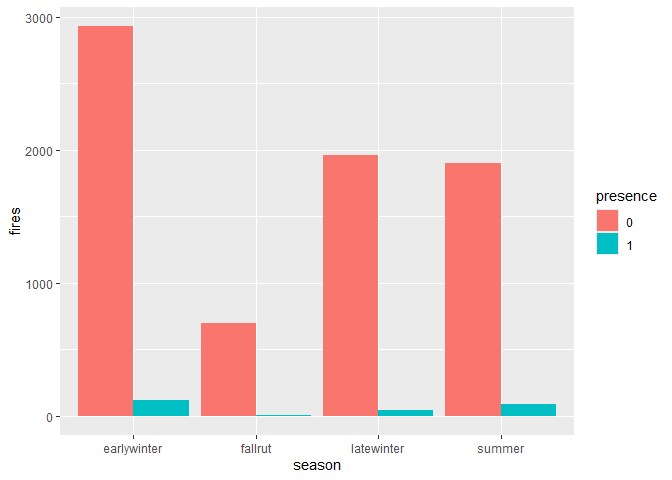 3000
2000
1000
0
fires
earlywinter
fallrut
latewinter
summer
season
presence
0
1